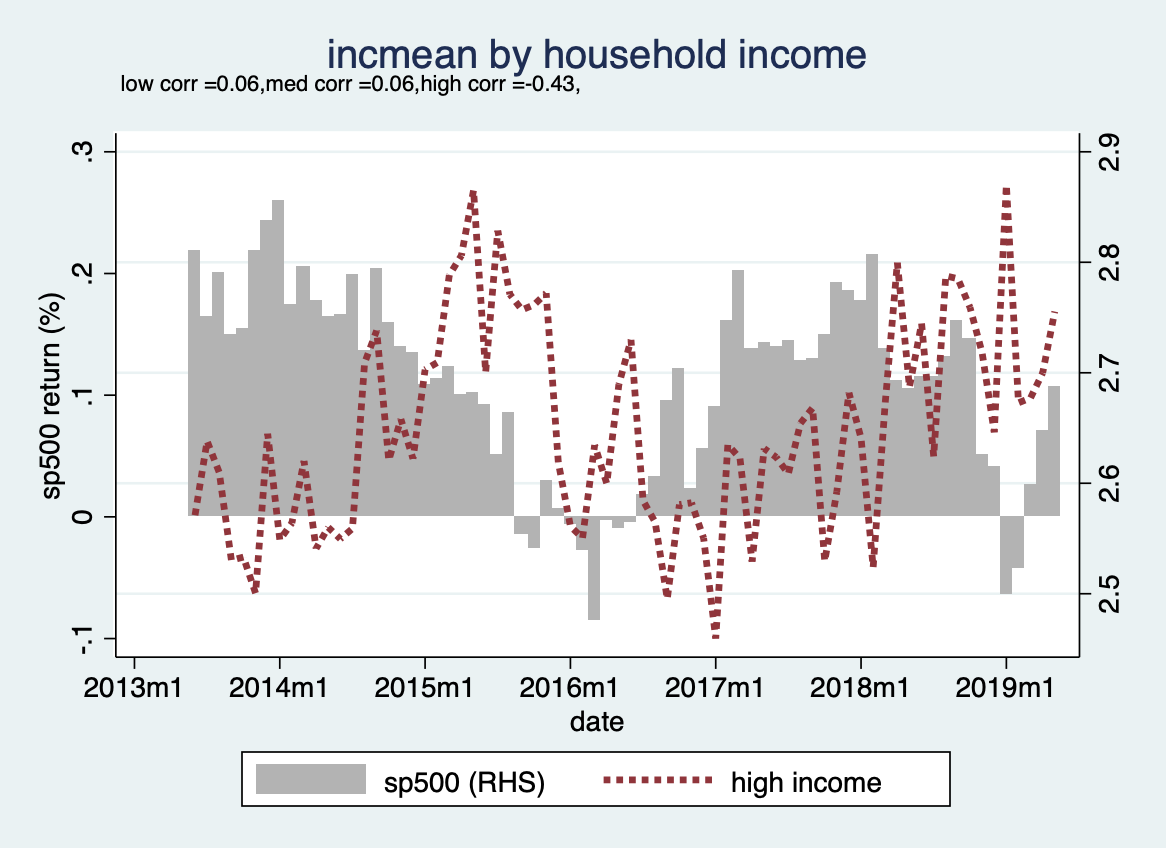 incmean by household income
low corr =0.06,med corr =0.06,high corr =-0.43,
sp500 return (%)
.3
.2
.1
0
-.1
2.9
2.8
2.7
2.6
2.5
2013m1 2014m1 2015m1 2016m1 2017m1 2018m1 2019m1
date
sp500 (RHS) high income